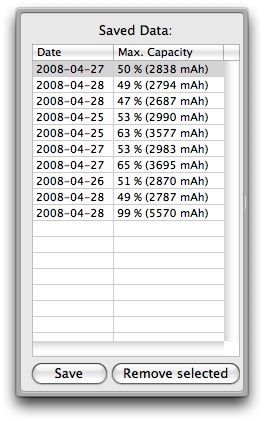 Saved Data:
Date Max. Capacity
2008-04-27 50 % (2838 mAh)
2008-04-28 49 % (2794 mAh)
2008-04-28 47 % (2687 mAh)
2008-04-25 53 % (2990 mAh)
2008-04-25 63 % (3577 mAh)
2008-04-27 53 % (2983 mAh)
2008-04-27 65 % (3695 mAh)
2008-04-26 51 % (2870 mAh)
2008-04-28 49 % (2787 mAh)
2008-04-28 99 % (5570 mAh)
Save Remove selected